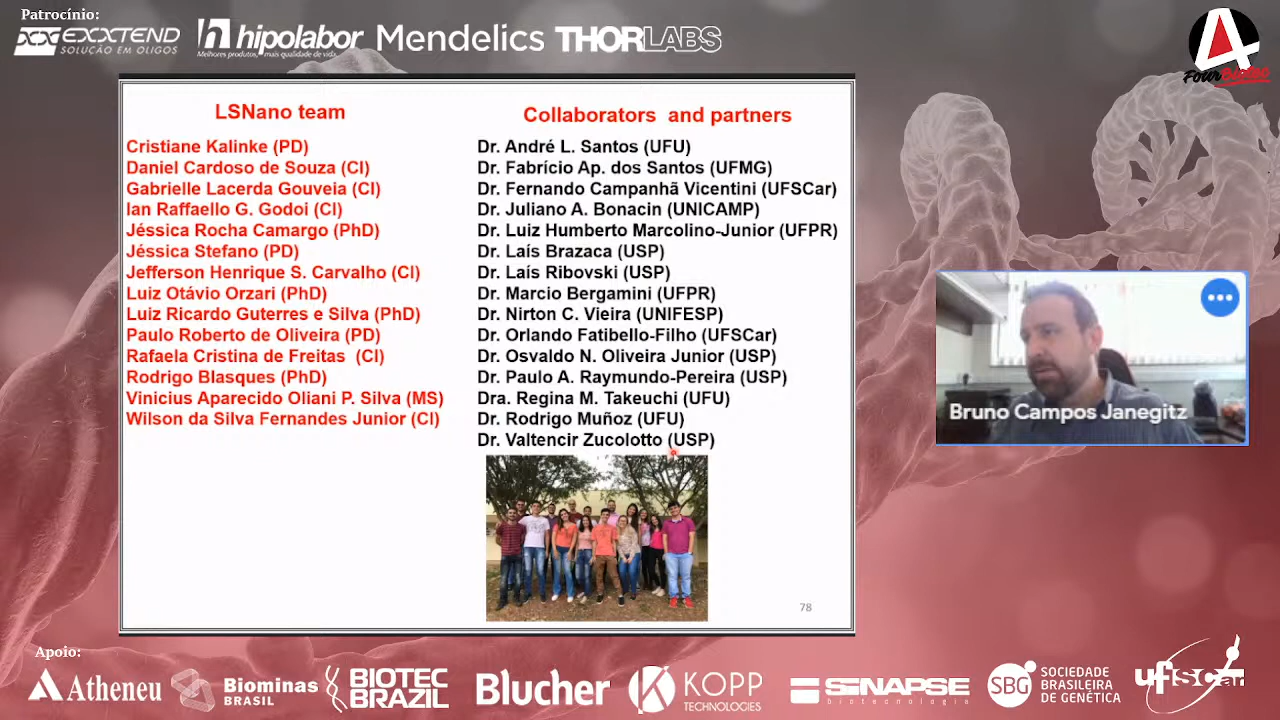 Patrocínio:
EXXTEND
SOLUÇÃO EM OLIGOS
hipolabor
Melhores produtos, mais qualidade de vida.
Mendelics
THORLABS
4
FourBiotec
LSNano team
Cristiane Kalinke (PD)
Daniel Cardoso de Souza (CI)
Gabrielle Lacerda Gouveia (CI)
Ian Raffaello G. Godoi (CI)
Jéssica Rocha Camargo (PhD)
Jéssica Stefano (PD)
Jefferson Henrique S. Carvalho (CI)
Luiz Otávio Orzari (PhD)
Luiz Ricardo Guterres e Silva (PhD)
Paulo Roberto de Oliveira (PD)
Rafaela Cristina de Freitas (CI)
Rodrigo Blasques (PhD)
Vinicius Aparecido Oliani P. Silva (MS)
Wilson da Silva Fernandes Junior (CI)
Collaborators and partners
Dr. André L. Santos (UFU)
Dr. Fabrício Ap. dos Santos (UFMG)
Dr. Fernando Campanhã Vicentini (UFSCar)
Dr. Juliano A. Bonacin (UNICAMP)
Dr. Luiz Humberto Marcolino-Junior (UFPR)
Dr. Laís Brazaca (USP)
Dr. Laís Ribovski (USP)
Dr. Marcio Bergamini (UFPR)
Dr. Nirton C. Vieira (UNIFESP)
Dr. Orlando Fatibello-Filho (UFSCar)
Dr. Osvaldo N. Oliveira Junior (USP)
Dr. Paulo A. Raymundo-Pereira (USP)
Dra. Regina M. Takeuchi (UFU)
Dr. Rodrigo Muñoz (UFU)
Dr. Valtencir Zucolotto (USP)
78
Bruno Campos Janegitz
Apoio:
Atheneu
Biominas
BRASIL
BIOTEC
BRAZIL
Blucher
KOPP
TECHNOLOGIES
SINAPSE
biotecnologia
SBG
SOCIEDADE
BRASILEIRA
DE GENÉTICA
ufscar